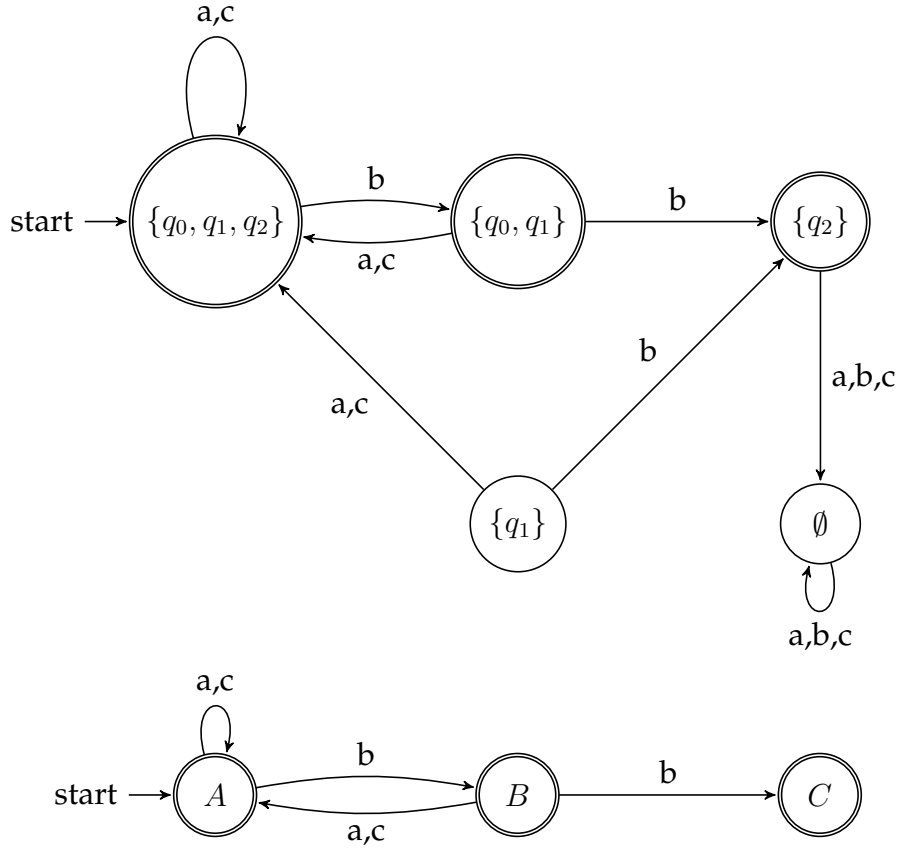 a,c
b
b
start
{q₀, q₁, q₂}
{q₀, q₁}
{q₂}
a,c
b
a,b,c
a,c
{q₁}
∅
a,b,c
a,c
b
b
start
A
B
C
a,c